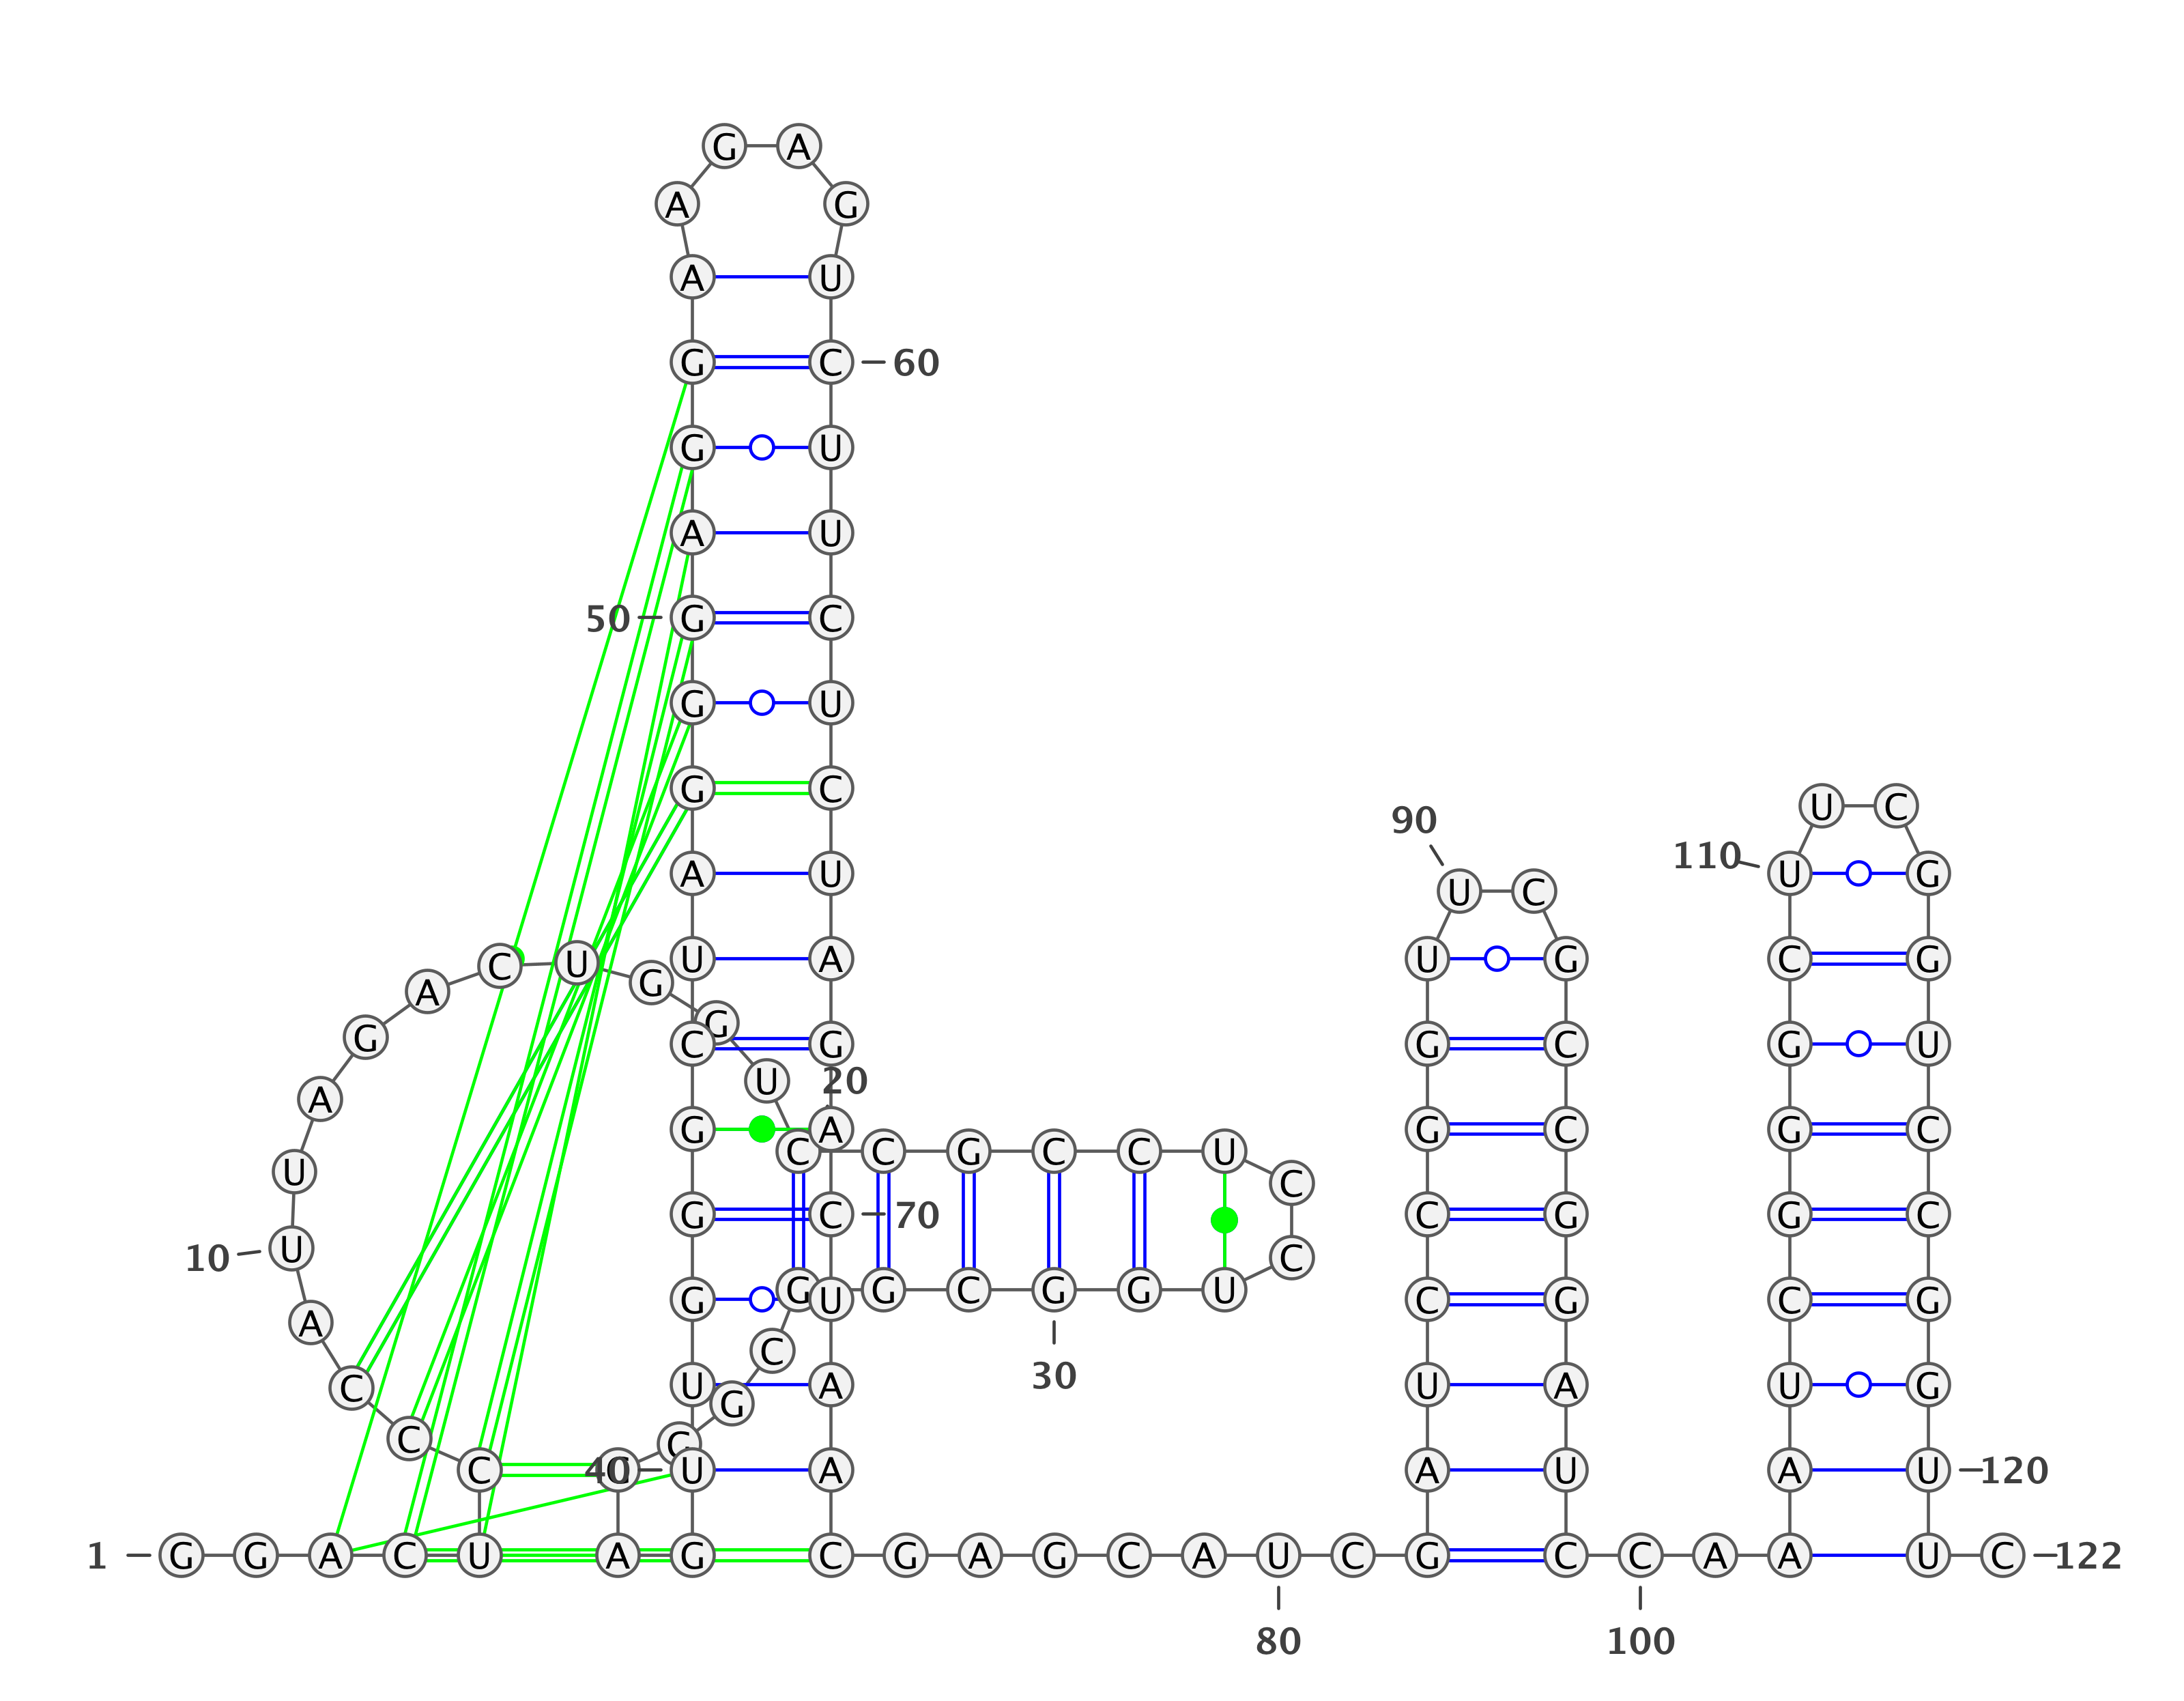 G A
A G
A U
G C 60
G U
A U
50 G C
G U
G C
U C
90
110
A U U G
U C
C U U A U G C G
G
A
G
G
C G G C G U
U 20
A
G A G C G C
C C G C C U
U
C
G C 70 C G G C
U
10 C
G G C G G U
G U C G C G
A
C
30
U A U A U G
C
G
C
C
C G 40 U A A U A U 120
1 G G A C U A G C G A G C A U C G C C A A U C 122
80 100